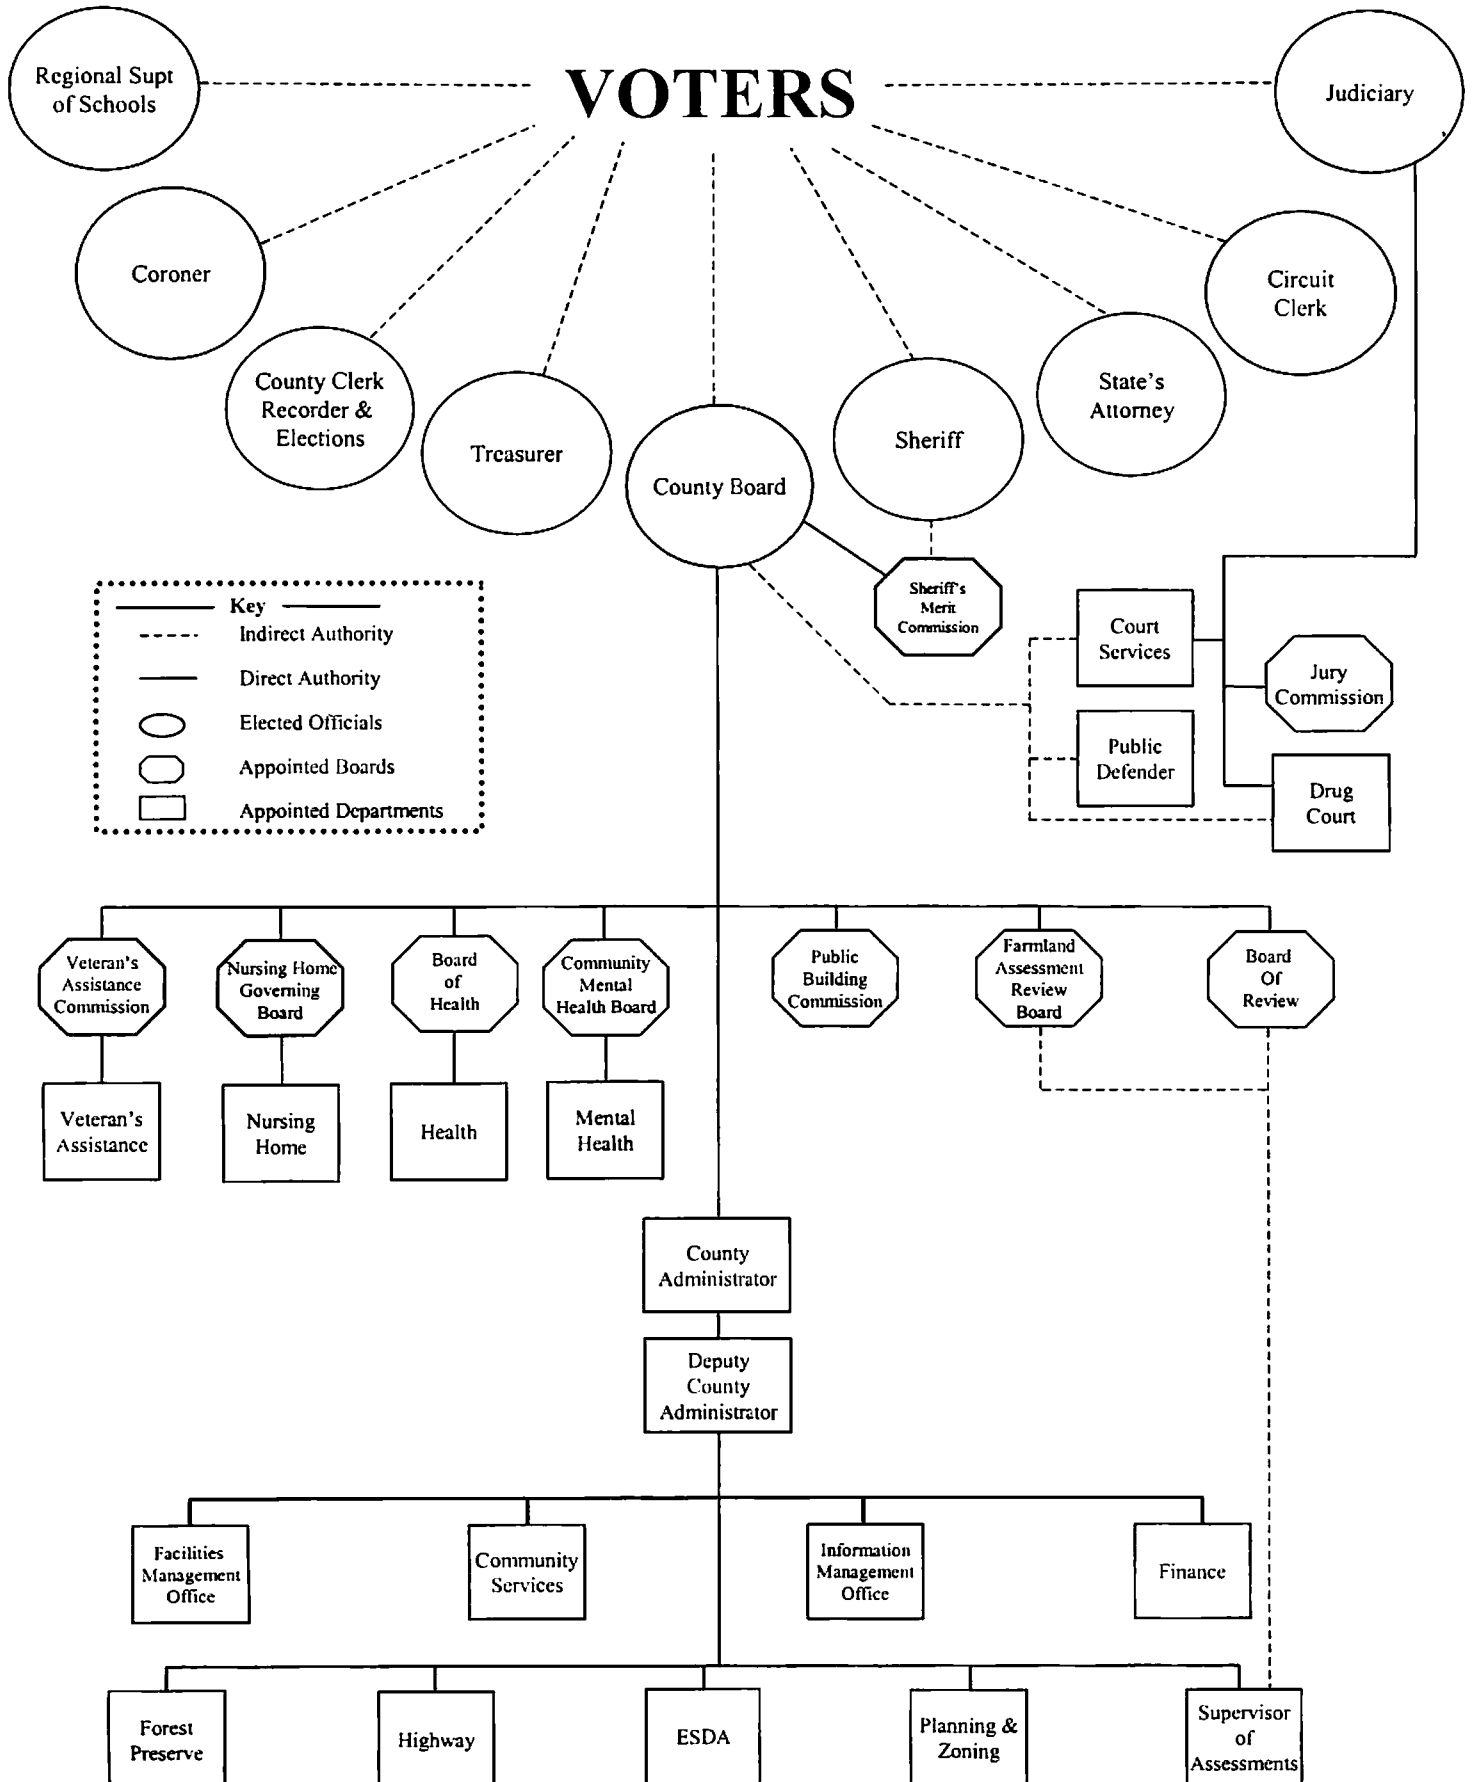 VOTERS
Regional Supt
of Schools
Judiciary
Coroner
Circuit
Clerk
County Clerk
Recorder &
Elections
Treasurer
County Board
Sheriff
State's
Attorney
Sheriff's
Merit
Commission
Key
Indirect Authority
Direct Authority
Elected Officials
Appointed Boards
Appointed Departments
Court
Services
Jury
Commission
Public
Defender
Drug
Court
Veteran's
Assistance
Commission
Nursing Home
Governing
Board
Board
of
Health
Community
Mental
Health Board
Public
Building
Commission
Farmland
Assessment
Review
Board
Board
Of
Review
Veteran's
Assistance
Nursing
Home
Health
Mental
Health
County
Administrator
Deputy
County
Administrator
Facilities
Management
Office
Community
Services
Information
Management
Office
Finance
Forest
Preserve
Highway
ESDA
Planning &
Zoning
Supervisor
of
Assessments